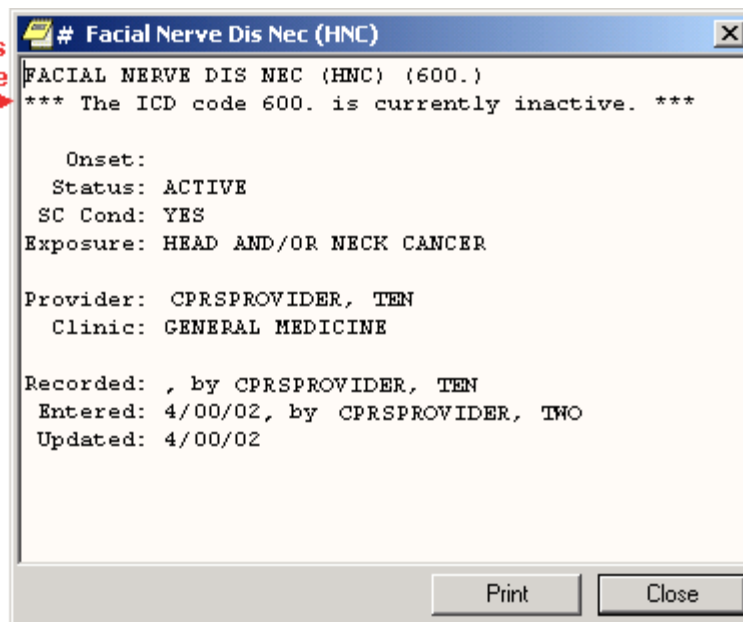 # Facial Nerve Dis Nec (HNC)
s
e
FACIAL NERVE DIS NEC (HNC) (600.)
*** The ICD code 600. is currently inactive. ***
Onset:
Status: ACTIVE
SC Cond: YES
Exposure: HEAD AND/OR NECK CANCER
Provider: CPRSPROVIDER, TEN
Clinic: GENERAL MEDICINE
Recorded: , by CPRSPROVIDER, TEN
Entered: 4/00/02, by CPRSPROVIDER, TWO
Updated: 4/00/02
Print Close